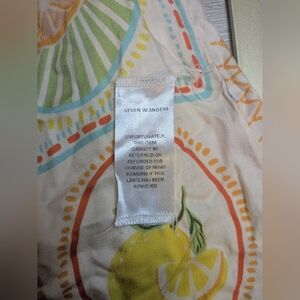 SEVEN WONDERS
UNFORTUNATELY,
THIS ITEM
CANNOT BE
RETURNED OR
REFUNDED FOR
CHANGE OF MIND
REASONS IF THIS
LABEL HAS BEEN
REMOVED